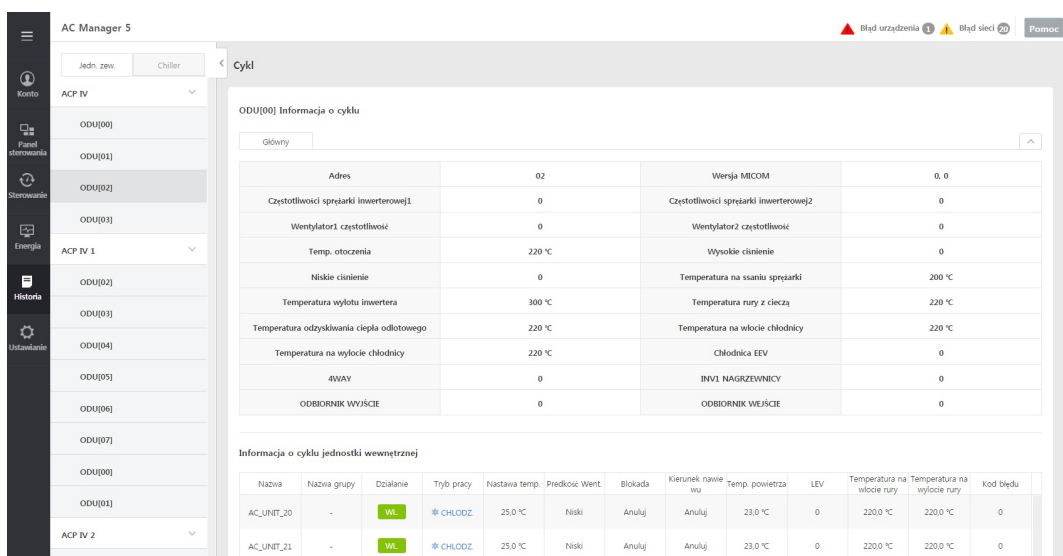 AC Manager 5
Błąd urządzenia 1 Błąd sieci 20 Pomoc
Konto
Panel
sterowania
Sterowanie
Energia
Historia
Ustawianie
Jedn. zew. Chiller
ACP IV
ODU[00]
ODU[01]
ODU[02]
ODU[03]
ACP IV 1
ODU[02]
ODU[03]
ODU[04]
ODU[05]
ODU[06]
ODU[07]
ODU[00]
ODU[01]
ACP IV 2
Cykl
ODU[00] Informacja o cyklu
Główny
Adres 02 Wersja MICOM 0, 0
Częstotliwości sprężarki inwerterowej1 0 Częstotliwości sprężarki inwerterowej2 0
Wentylator1 częstotliwość 0 Wentylator2 częstotliwość 0
Temp. otoczenia 220 ℃ Wysokie ciśnienie 0
Niskie ciśnienie 0 Temperatura na ssaniu sprężarki 200 ℃
Temperatura wylotu inwertera 300 ℃ Temperatura rury z cieczą 220 ℃
Temperatura odzyskiwania ciepła odlotowego 220 ℃ Temperatura na wlocie chłodnicy 220 ℃
Temperatura na wylocie chłodnicy 220 ℃ Chłodnica EEV 0
4WAY 0 INV1 NAGRZEWNICY 0
ODBIORNIK WYJŚCIE 0 ODBIORNIK WEJŚCIE 0
Informacja o cyklu jednostki wewnętrznej
Nazwa Nazwa grupy Działanie Tryb pracy Nastawa temp. Predkość Went. Blokada Kierunek nawie
wu Temp. powietrza LEV Temperatura na
wlocie rury Temperatura na
wylocie rury Kod błędu
AC_UNIT_20 - WŁ. CHLODZ. 25,0 ℃ Niski Anuluj Anuluj 23,0 ℃ 0 220,0 ℃ 220,0 ℃ 0
AC_UNIT_21 - WŁ. CHLODZ. 25,0 ℃ Niski Anuluj Anuluj 23,0 ℃ 0 220,0 ℃ 220,0 ℃ 0